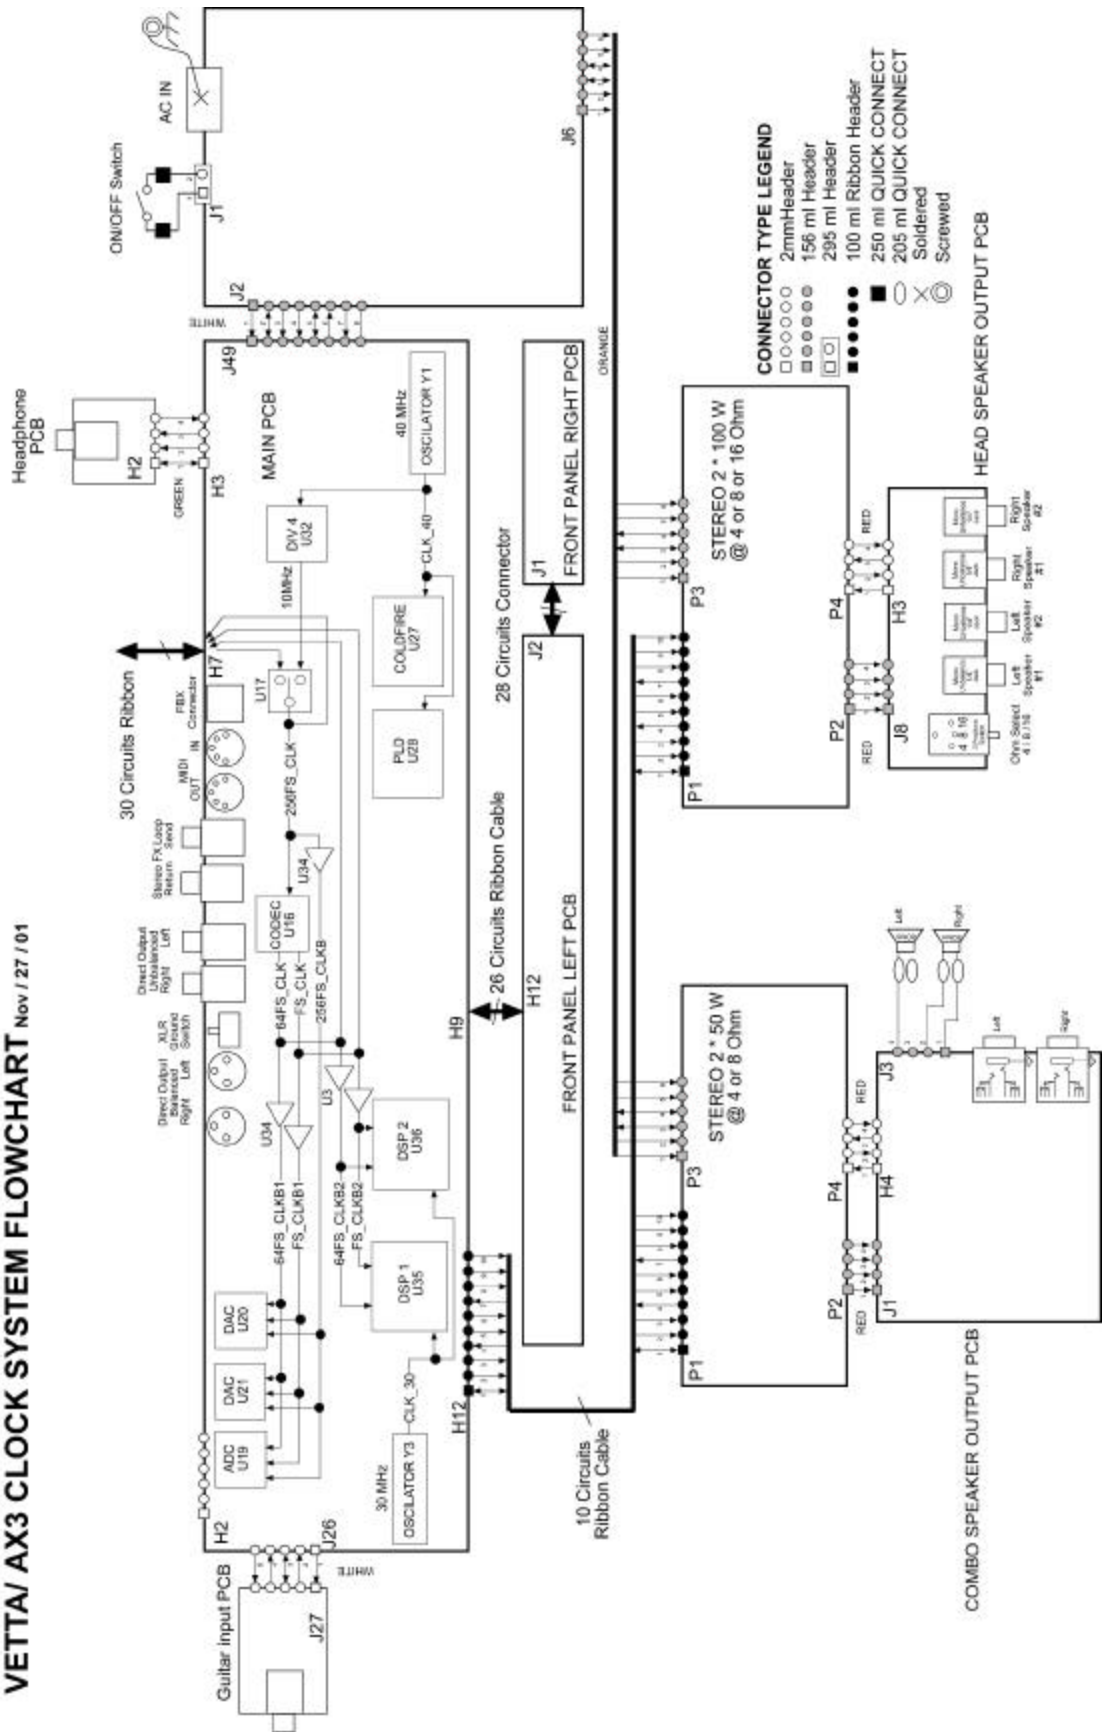 VETTA/ AX3 CLOCK SYSTEM FLOWCHART Nov / 27 / 01
Guitar input PCB
J27
J26
WHITE
H2
ADC
U19
DAC
U21
DAC
U20
30 MHz
OSCILATOR Y3
CLK_30
H12
DSP 1
U35
DSP 2
U36
64FS_CLKB1
FS_CLKB1
64FS_CLKB2
FS_CLKB2
U34
U3
64FS_CLK
FS_CLK
256FS_CLKB
CODEC
U16
U34
256FS_CLK
U17
10MHz
DIV 4
U32
PLD
U28
COLDFIRE
U27
CLK_40
40 MHz
OSCILATOR Y1
MAIN PCB
Direct Output
Balanced
Right Left
XLR
Ground
Switch
Direct Output
Unbalanced
Right Left
Stereo FX Loop
Return Send
MIDI
OUT IN
FBX
Connector
H7
30 Circuits Ribbon
Headphone
PCB
H2
GREEN
H3
J49
WHITE
J2
ON/OFF Switch
J1
AC IN
J6
H9
26 Circuits Ribbon Cable
H12
FRONT PANEL LEFT PCB
J2
28 Circuits Connector
J1
FRONT PANEL RIGHT PCB
ORANGE
10 Circuits
Ribbon Cable
P1
P3
STEREO 2 * 50 W
@ 4 or 8 Ohm
P2
P4
RED
RED
J1
H4
J3
Left
Right
Left
Right
COMBO SPEAKER OUTPUT PCB
P1
P3
STEREO 2 * 100 W
@ 4 or 8 or 16 Ohm
P2
P4
RED
RED
J8
H3
4 8 16
Ohm Select
4 / 8 /16
Left
Speaker
#1
Left
Speaker
#2
Right
Speaker
#1
Right
Speaker
#2
HEAD SPEAKER OUTPUT PCB
CONNECTOR TYPE LEGEND
2mmHeader
156 ml Header
295 ml Header
100 ml Ribbon Header
250 ml QUICK CONNECT
205 ml QUICK CONNECT
Soldered
Screwed